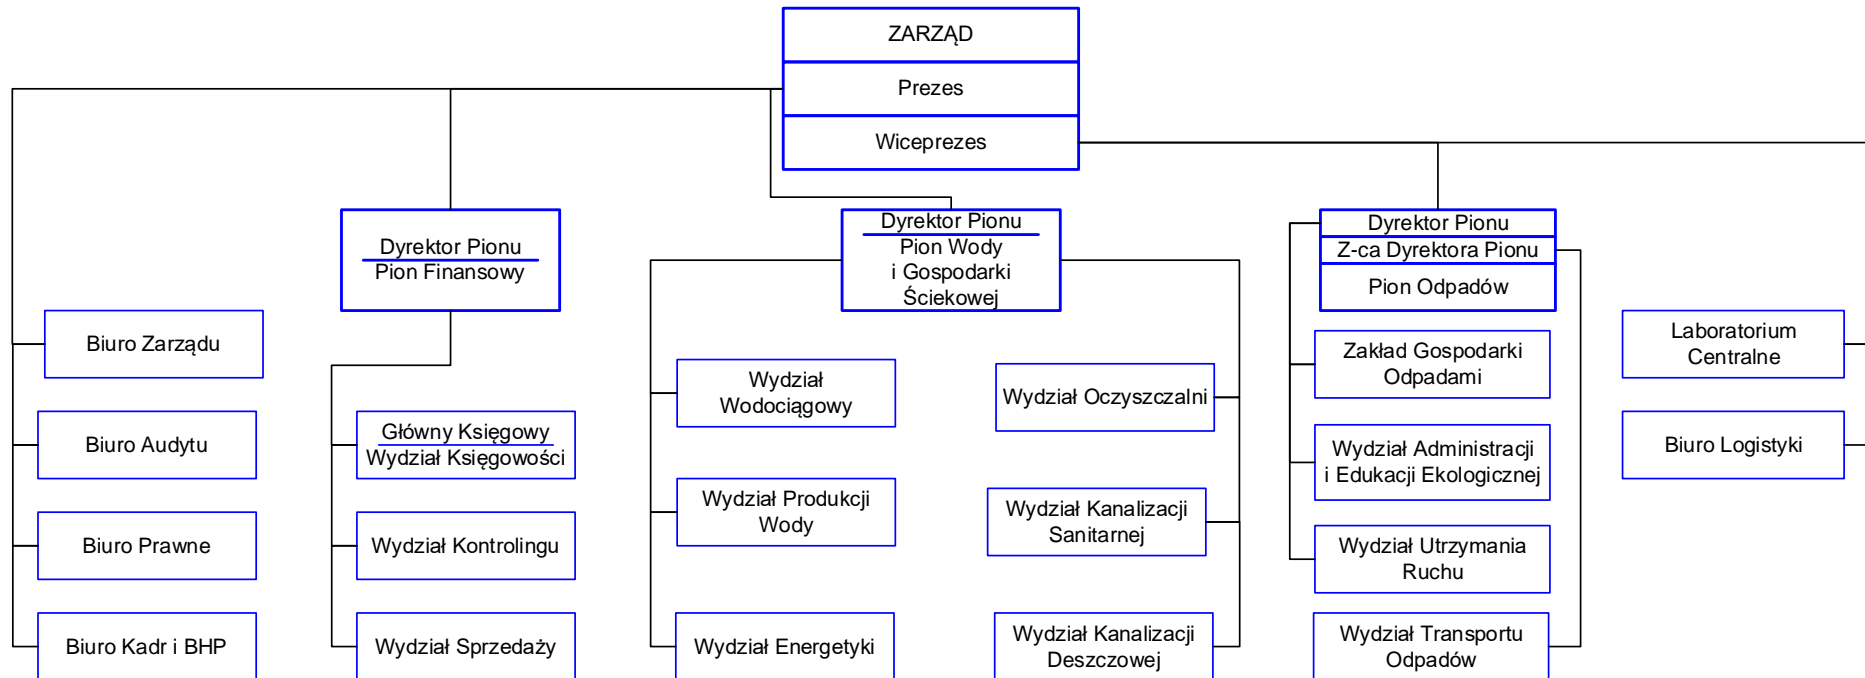 ZARZĄD
Prezes
Wiceprezes
Dyrektor Pionu
Pion Finansowy
Dyrektor Pionu
Pion Wody
i Gospodarki
Ściekowej
Dyrektor Pionu
Z-ca Dyrektora Pionu
Pion Odpadów
Biuro Zarządu
Biuro Audytu
Biuro Prawne
Biuro Kadr i BHP
Główny Księgowy
Wydział Księgowości
Wydział Kontrolingu
Wydział Sprzedaży
Wydział
Wodociągowy
Wydział Produkcji
Wody
Wydział Energetyki
Wydział Oczyszczalni
Wydział Kanalizacji
Sanitarnej
Wydział Kanalizacji
Deszczowej
Zakład Gospodarki
Odpadami
Wydział Administracji
i Edukacji Ekologicznej
Wydział Utrzymania
Ruchu
Wydział Transportu
Odpadów
Laboratorium
Centralne
Biuro Logistyki